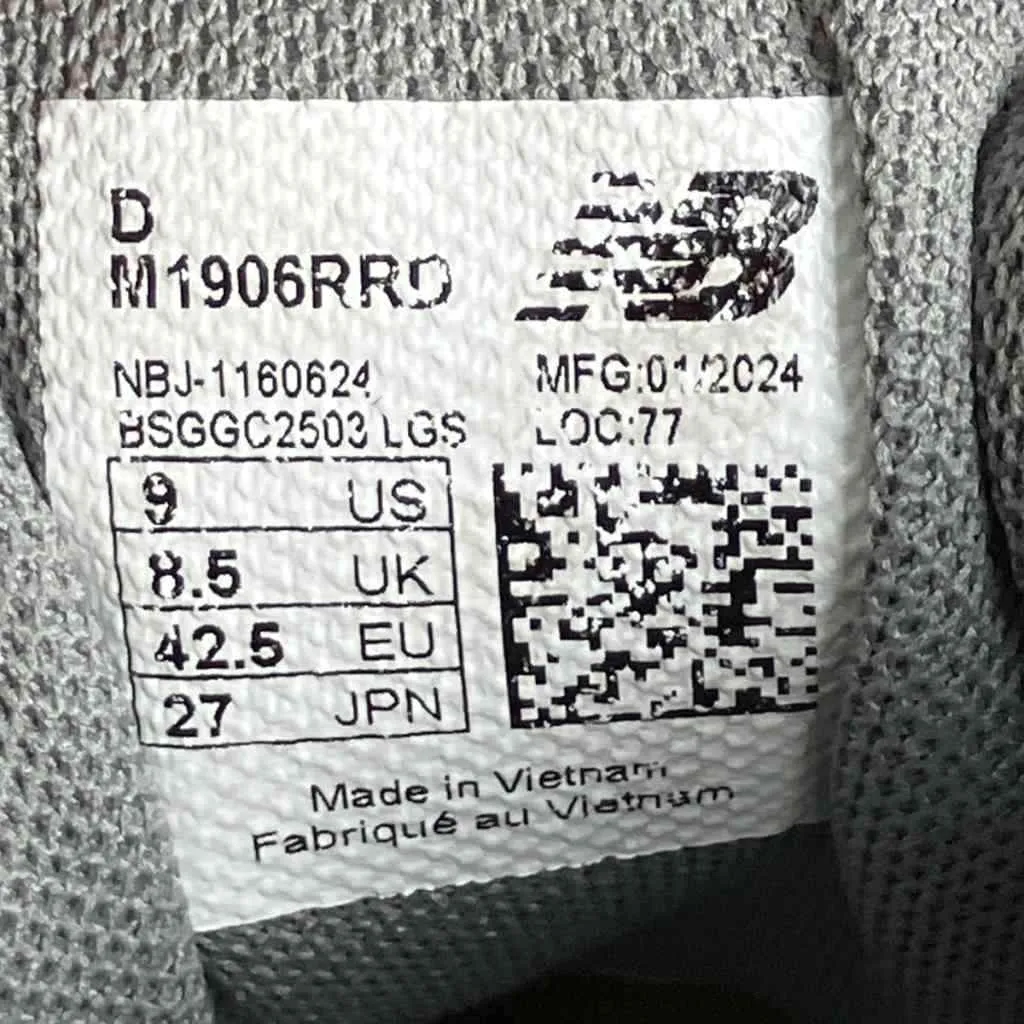 D
M1906RRD
NBJ-1160624
BSGGC2503 LGS
MFG:01/2024
LOC:77
9 US
8.5 UK
42.5 EU
27 JPN
Made in Vietnam
Fabriqué au Vietnam